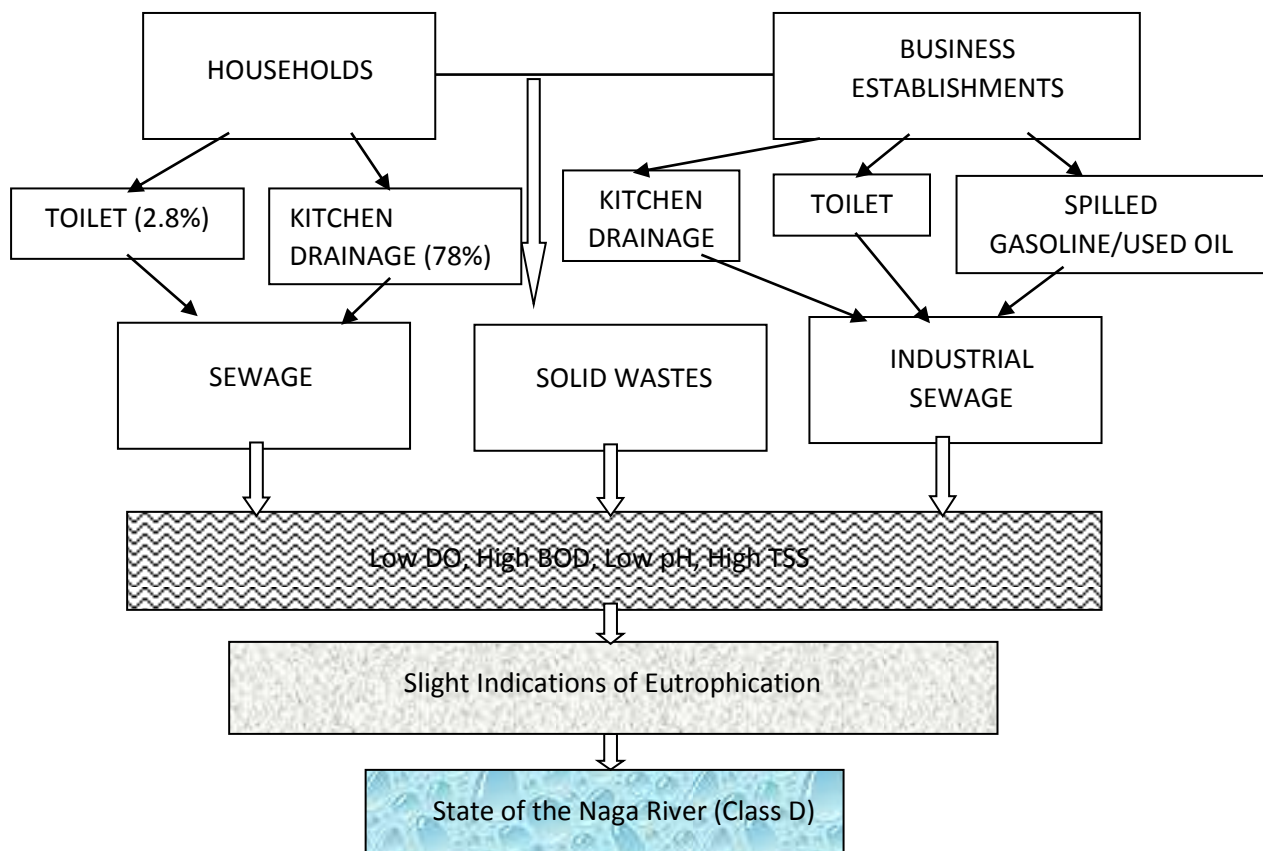 HOUSEHOLDS
BUSINESS
ESTABLISHMENTS
TOILET (2.8%)
KITCHEN
DRAINAGE (78%)
KITCHEN
DRAINAGE
TOILET
SPILLED
GASOLINE/USED OIL
SEWAGE
SOLID WASTES
INDUSTRIAL
SEWAGE
Low DO, High BOD, Low pH, High TSS
Slight Indications of Eutrophication
State of the Naga River (Class D)